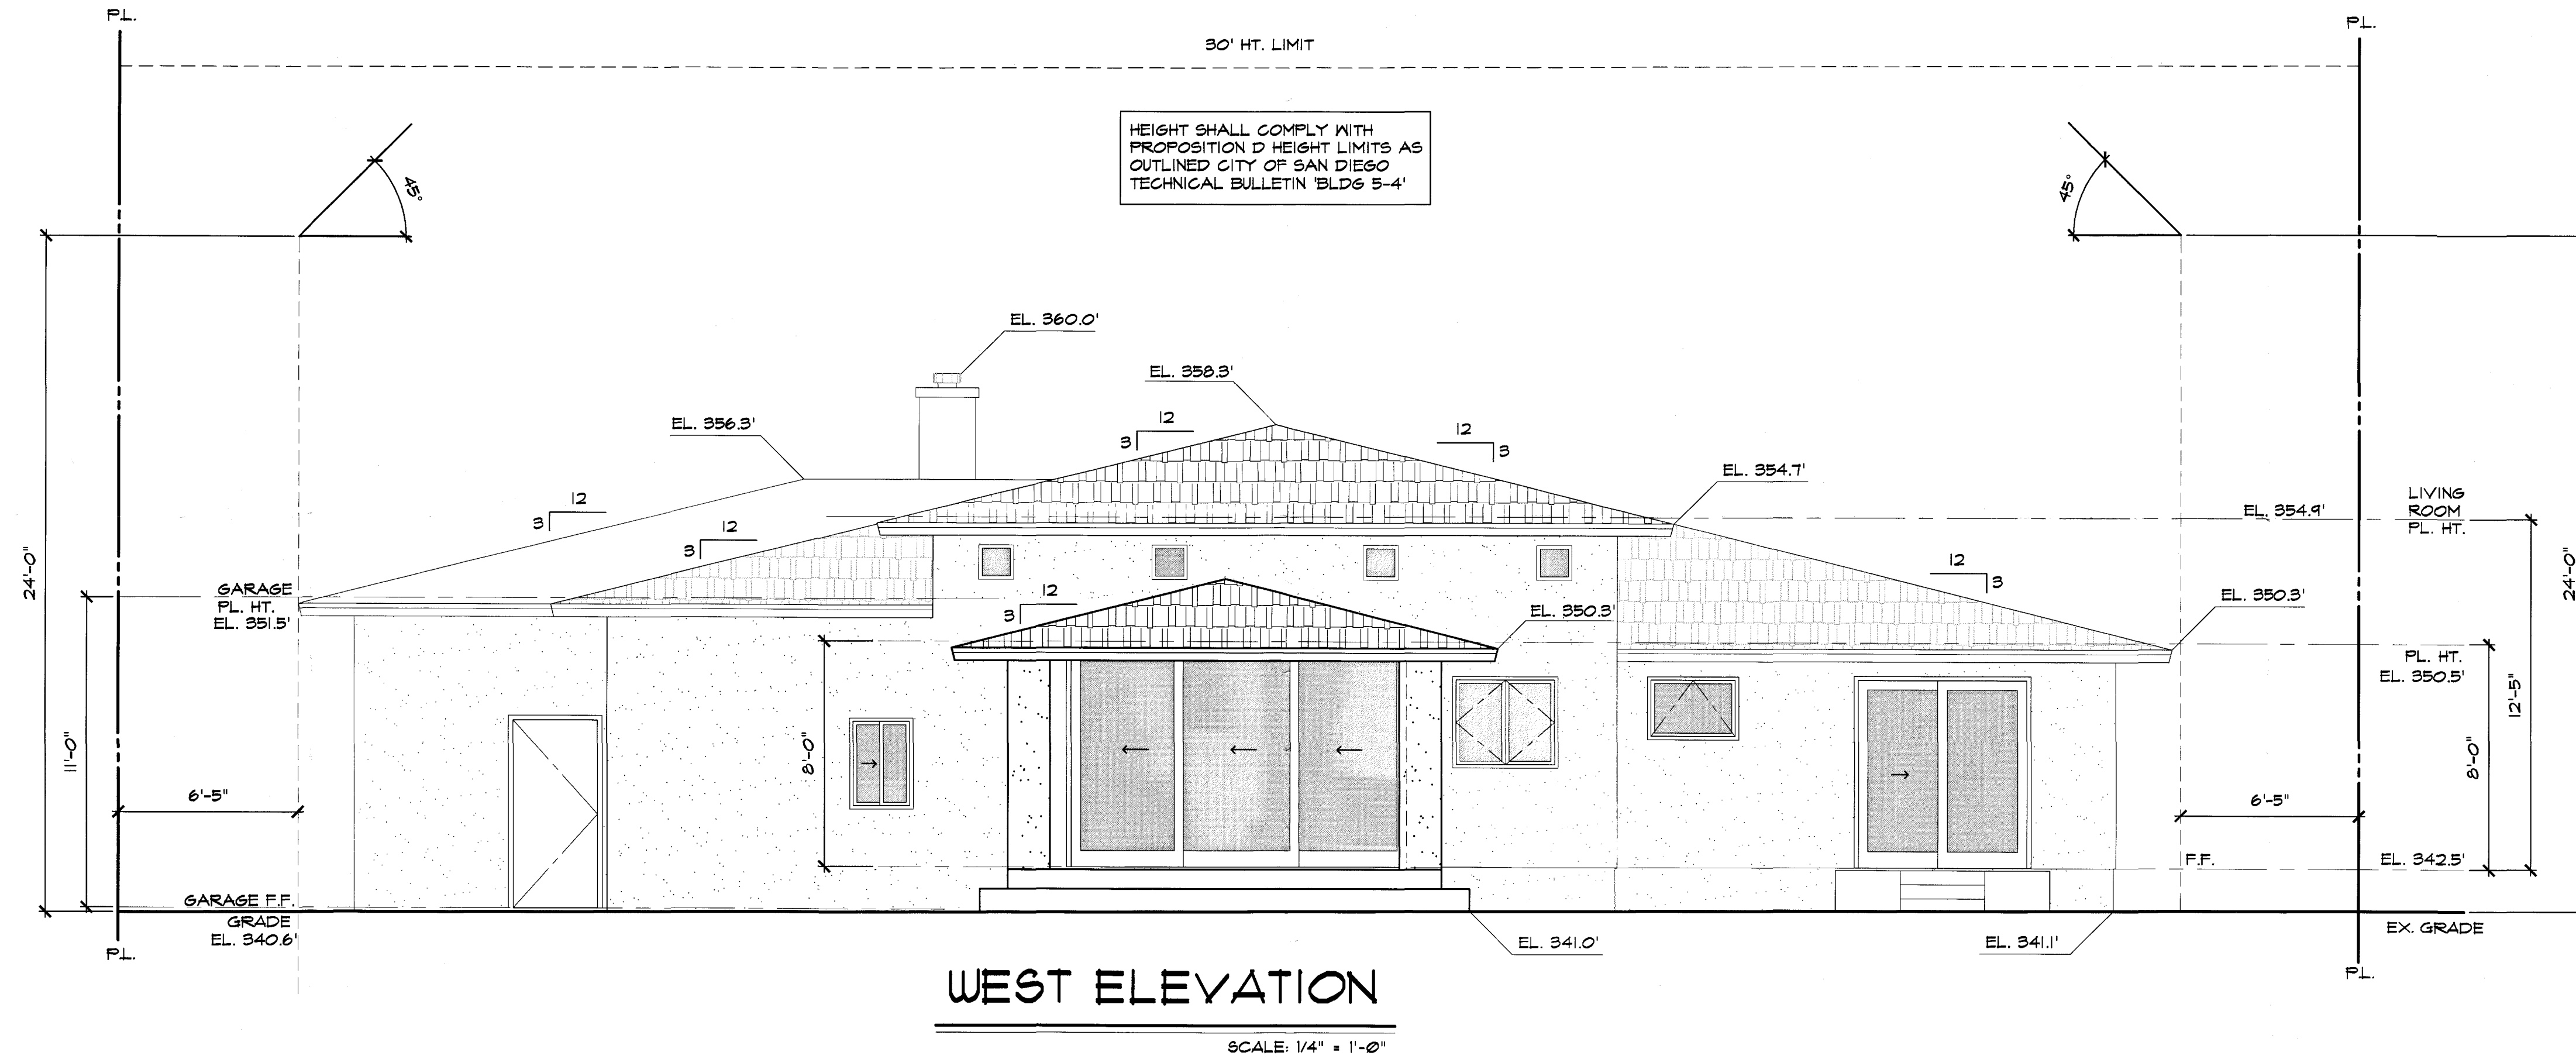 P.L.
P.L.
30' HT. LIMIT
HEIGHT SHALL COMPLY WITH
PROPOSITION D HEIGHT LIMITS AS
OUTLINED CITY OF SAN DIEGO
TECHNICAL BULLETIN 'BLDG 5-4'
45°
45°
EL. 360.0'
EL. 358.3'
EL. 356.3'
12
3
12
3
EL. 354.7'
LIVING
ROOM
PL. HT.
EL. 354.9'
12
3
12
3
24'-0"
24'-0"
GARAGE
PL. HT.
EL. 351.5'
12
3
EL. 350.3'
12
3
EL. 350.3'
PL. HT.
EL. 350.5'
12'-5"
11'-0"
8'-0"
8'-0"
6'-5"
6'-5"
F.F.
EL. 342.5'
GARAGE F.F.
GRADE
EL. 340.6'
EX. GRADE
EL. 341.0'
EL. 341.1'
P.L.
P.L.
WEST ELEVATION
SCALE: 1/4" = 1'-0"